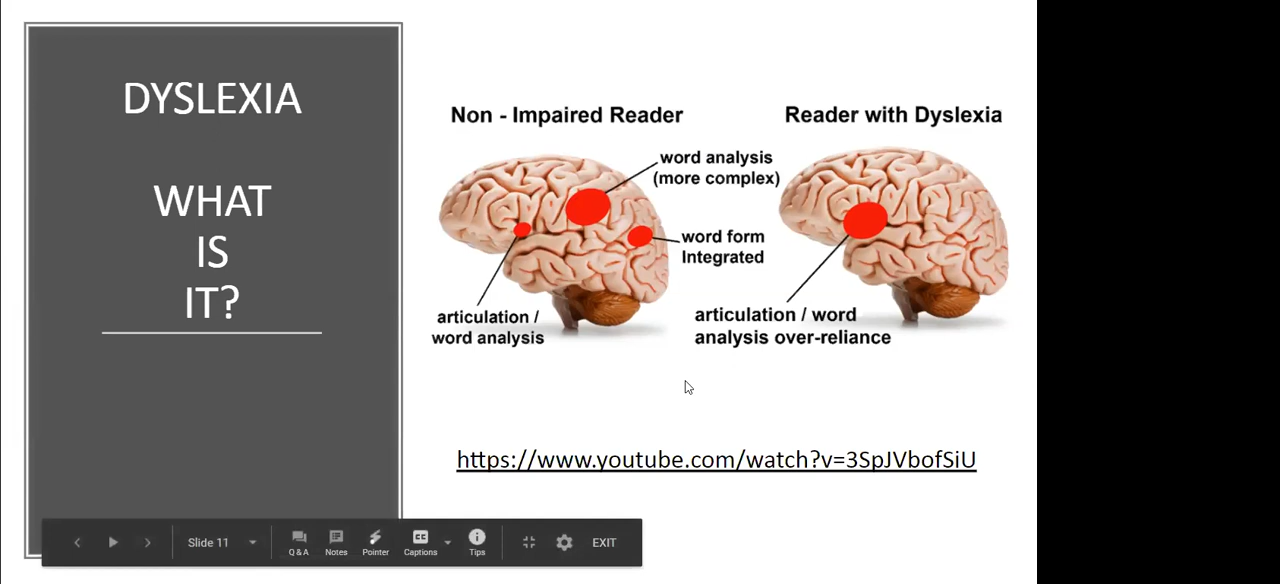 DYSLEXIA
WHAT
IS
IT?
Non - Impaired Reader
word analysis
(more complex)
word form
Integrated
articulation /
word analysis
Reader with Dyslexia
articulation / word
analysis over-reliance
https://www.youtube.com/watch?v=3SpJVbofSiU
Slide 11
Q & A
Notes
Pointer
CC
Captions
Tips
EXIT